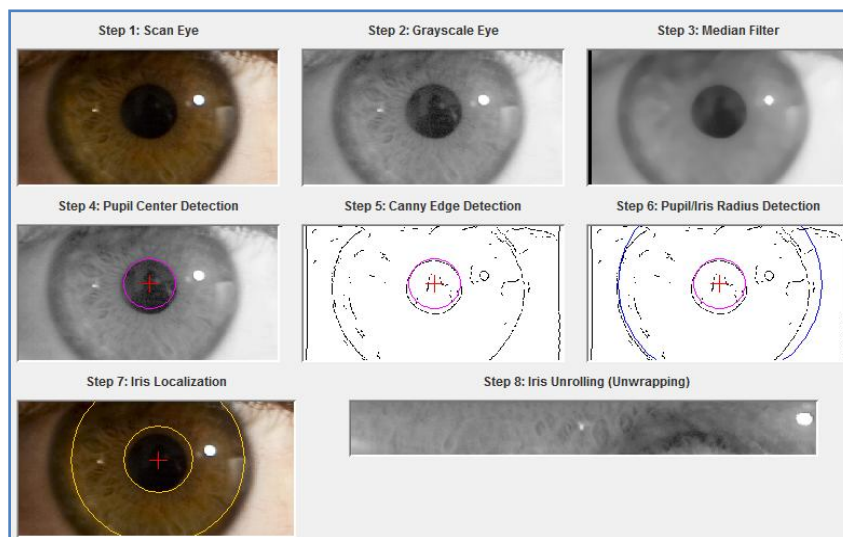 Step 1: Scan Eye
Step 2: Grayscale Eye
Step 3: Median Filter
Step 4: Pupil Center Detection
Step 5: Canny Edge Detection
Step 6: Pupil/Iris Radius Detection
Step 7: Iris Localization
Step 8: Iris Unrolling (Unwrapping)